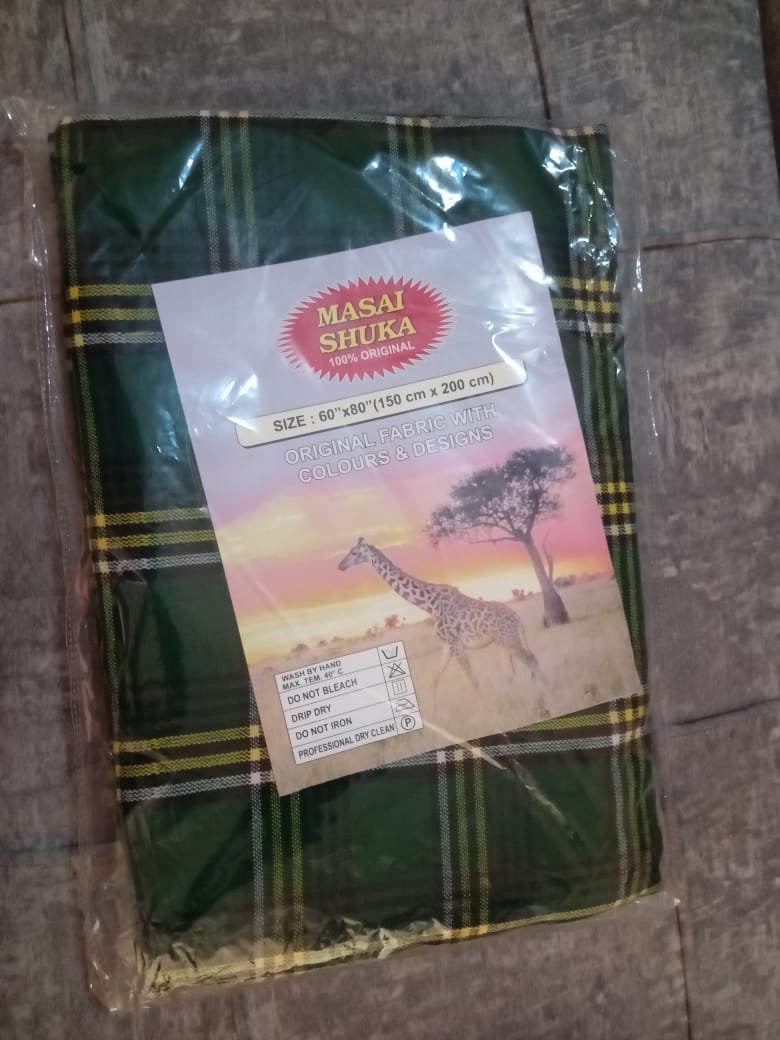 MASAI
SHUKA
100% ORIGINAL
SIZE : 60”x80”(150 cm x 200 cm)
ORIGINAL FABRIC WITH
COLOURS & DESIGNS
WASH BY HAND
MAX. TEM. 40° C
DO NOT BLEACH
DRIP DRY
DO NOT IRON
PROFESSIONAL DRY CLEAN P